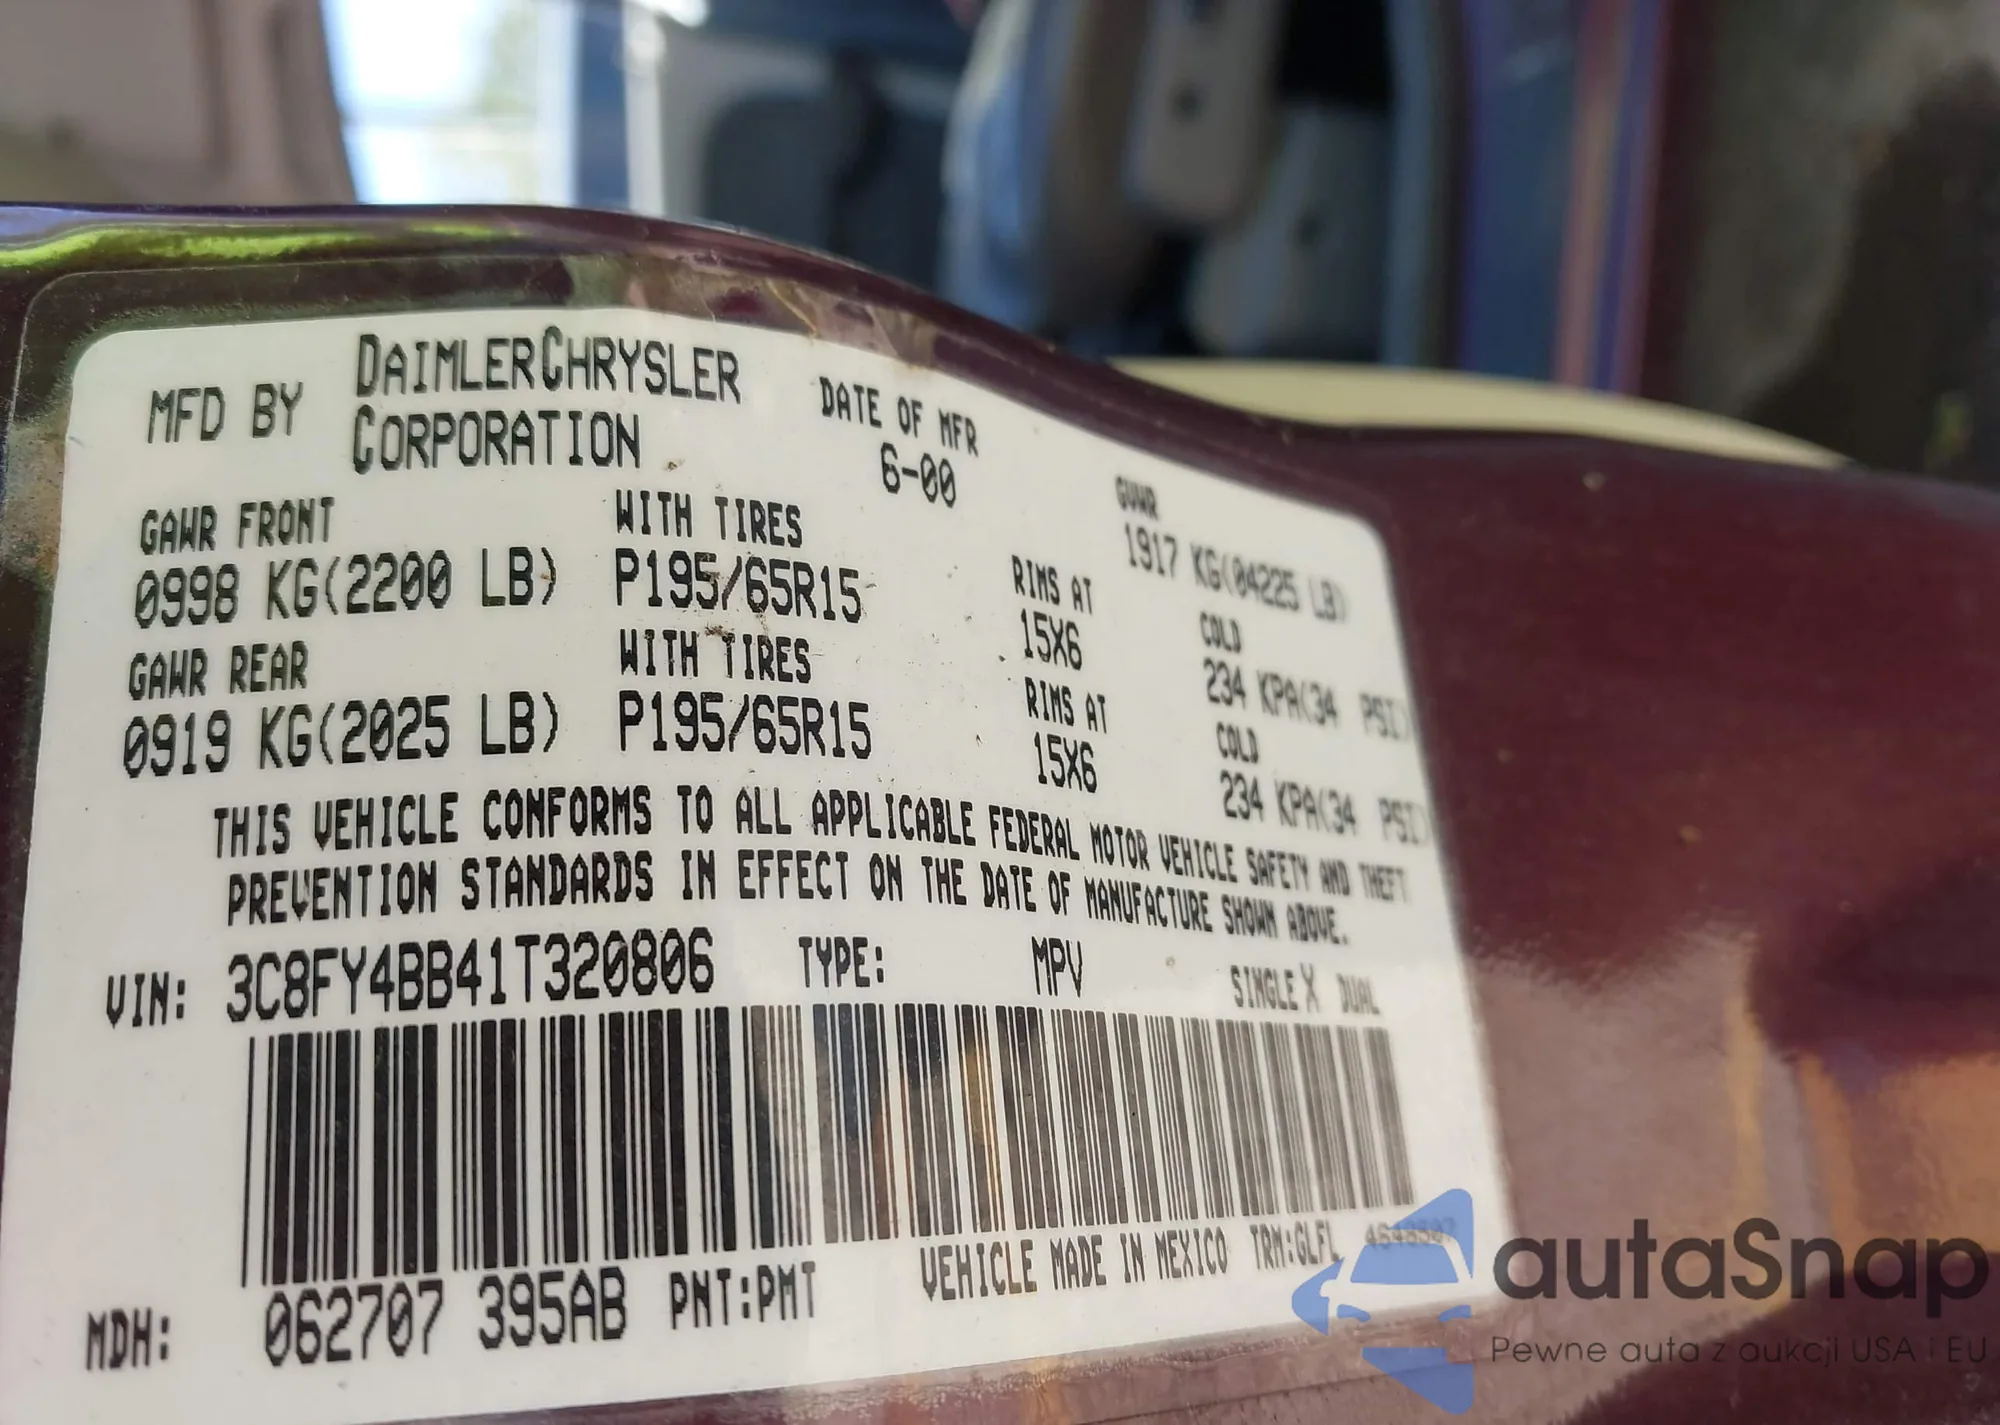 MFD BY DAIMLERCHRYSLER CORPORATION
DATE OF MFR
6-00
GVWR
1917 KG(04225 LB)
GAWR FRONT WITH TIRES RIMS AT COLD
0998 KG(2200 LB) P195/65R15 15X6 234 KPA(34 PSI)
GAWR REAR WITH TIRES RIMS AT COLD
0919 KG(2025 LB) P195/65R15 15X6 234 KPA(34 PSI)
THIS VEHICLE CONFORMS TO ALL APPLICABLE FEDERAL MOTOR VEHICLE SAFETY AND THEFT
PREVENTION STANDARDS IN EFFECT ON THE DATE OF MANUFACTURE SHOWN ABOVE.
VIN: 3C8FY4BB41T320806 TYPE: MPV SINGLE X DUAL
MDH: 062707 395AB PNT:PMT VEHICLE MADE IN MEXICO TRM:GLFL
autaSnap
Pewne auta z aukcji USA i EU